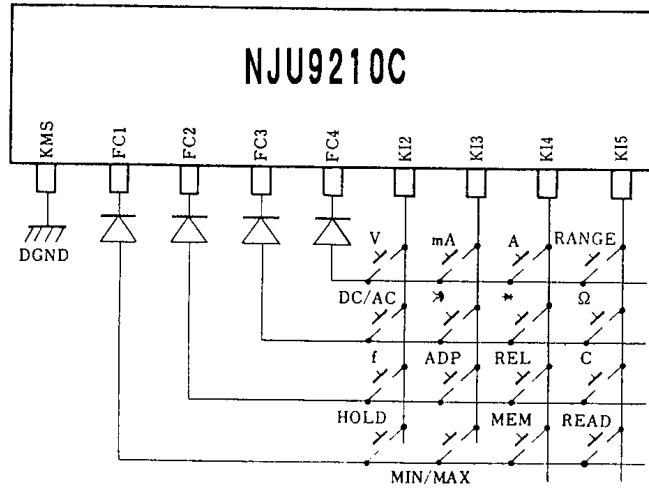 NJU9210C
KMS FC1 FC2 FC3 FC4 KI2 KI3 KI4 KI5
DGND
V mA A RANGE
DC/AC Ω
f ADP REL C
HOLD MEM READ
MIN/MAX